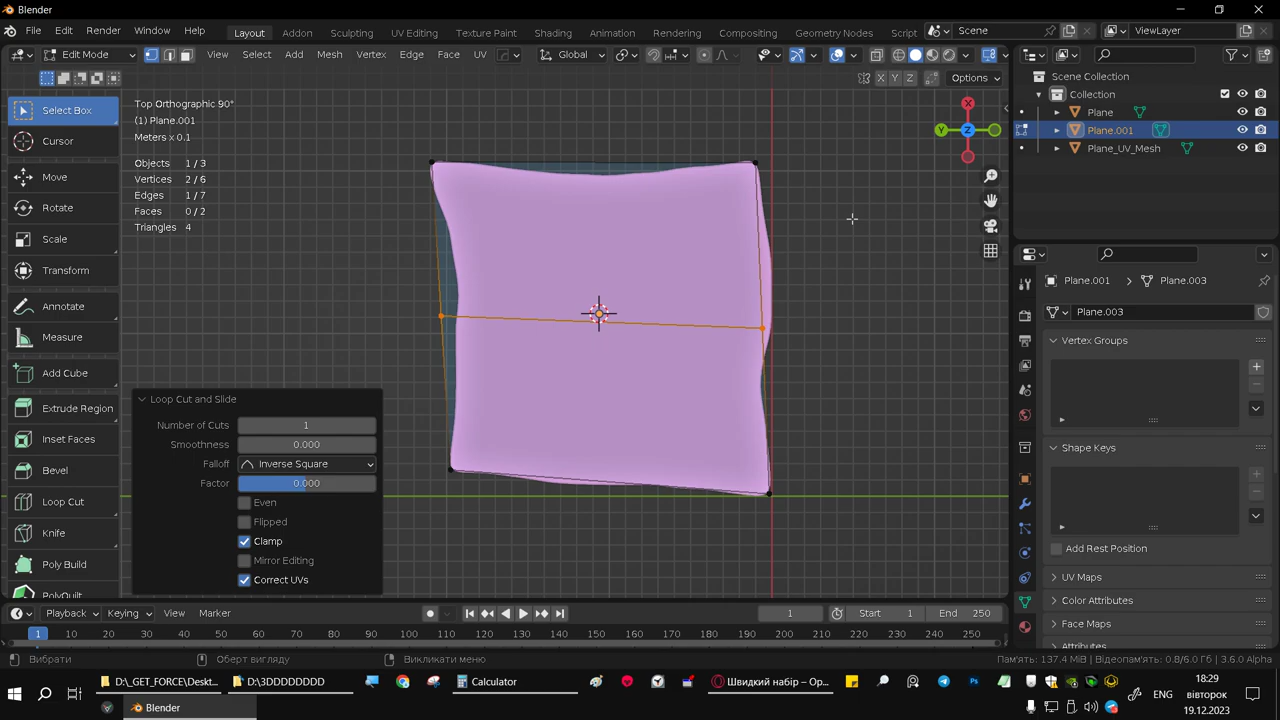 Blender
File Edit Render Window Help
Layout Addon Sculpting UV Editing Texture Paint Shading Animation Rendering Compositing Geometry Nodes Script
Scene ViewLayer
Edit Mode View Select Add Mesh Vertex Edge Face UV Global
X Y Z Options
Select Box
Cursor
Move
Rotate
Scale
Transform
Annotate
Measure
Add Cube
Extrude Region
Inset Faces
Bevel
Loop Cut
Knife
Poly Build
PolyQuilt
Top Orthographic 90°
(1) Plane.001
Meters x 0.1
Objects 1 / 3
Vertices 2 / 6
Edges 1 / 7
Faces 0 / 2
Triangles 4
X
Y Z
Loop Cut and Slide
Number of Cuts 1
Smoothness 0.000
Falloff Inverse Square
Factor 0.000
Even
Flipped
Clamp
Mirror Editing
Correct UVs
Scene Collection
Collection
Plane
Plane.001
Plane_UV_Mesh
Plane.001 Plane.003
Plane.003
Vertex Groups
Shape Keys
Add Rest Position
UV Maps
Color Attributes
Face Maps
Attributes
Playback Keying View Marker 1 Start 1 End 250
1 10 20 30 40 50 60 70 80 90 100 110 120 130 140 150 160 170 180 190 200 210 220 230 240 250
Вибрати Оберт вигляду Викликати меню Пам'ять: 137.4 MiB | Відеопам'ять: 0.8/6.0 Gi | 3.6.0 Alpha
D:\_GET_FORCE\Deskt... D:\3DDDDDDDD Calculator Швидкий набір – Op...
Blender
ENG
18:29
вівторок
19.12.2023